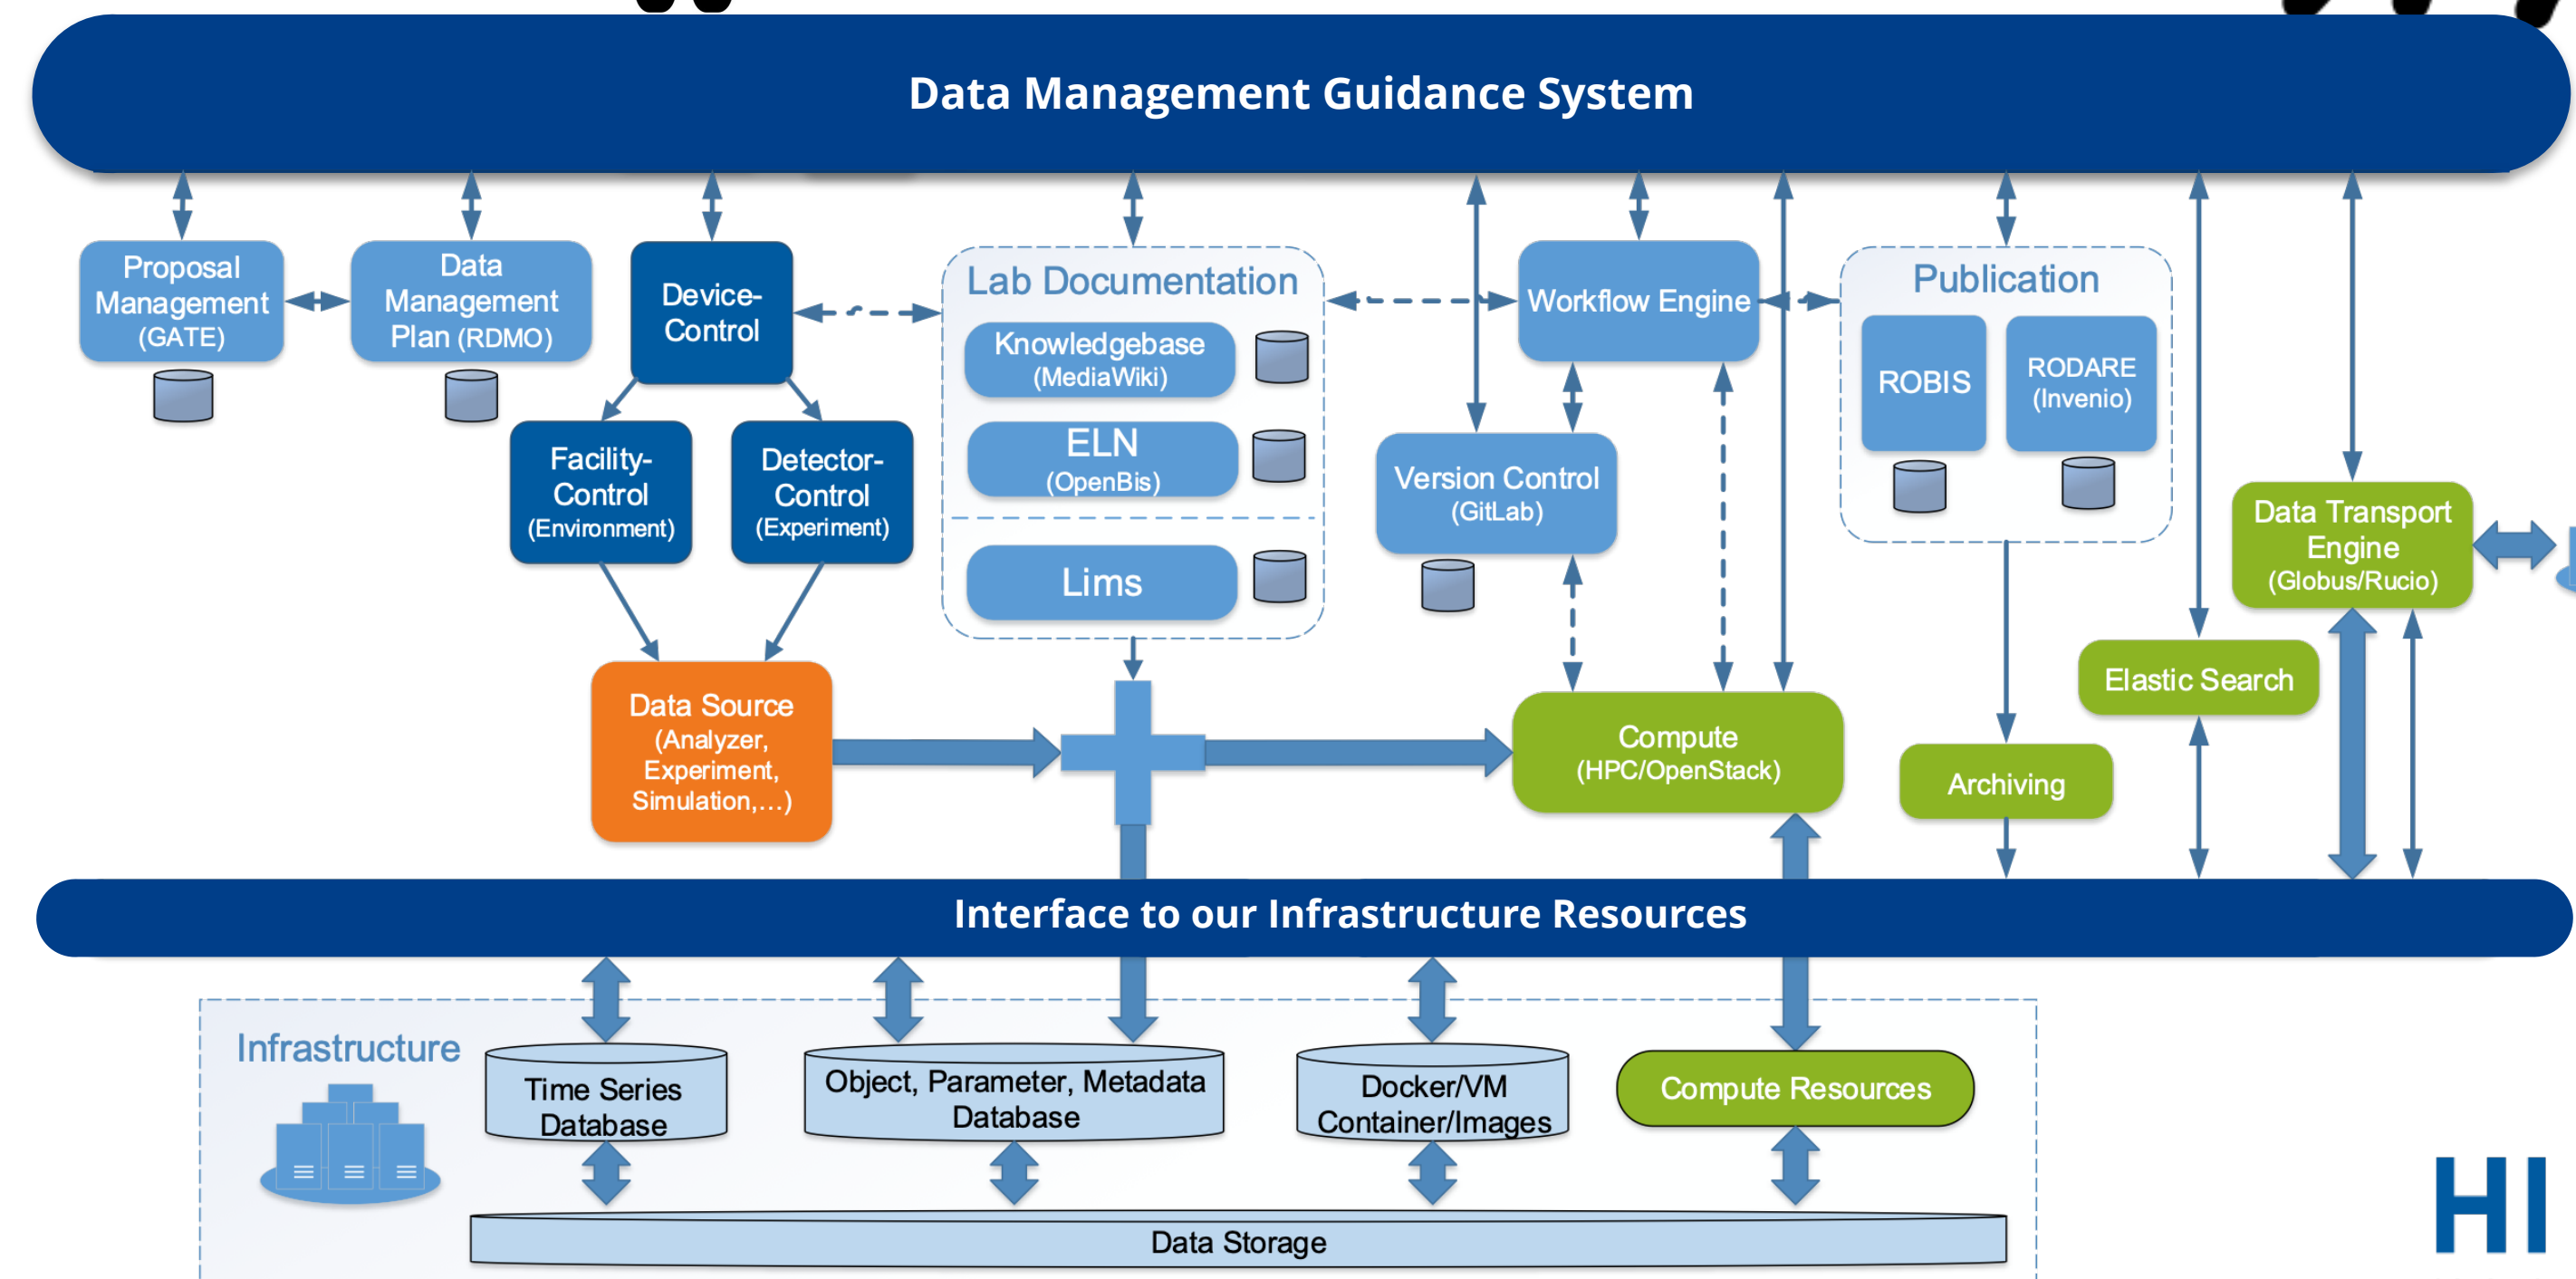 Data Management Guidance System
Proposal
Management
(GATE)
Data
Management
Plan (RDMO)
Device-
Control
Facility-
Control
(Environment)
Detector-
Control
(Experiment)
Data Source
(Analyzer,
Experiment,
Simulation,...)
Lab Documentation
Knowledgebase
(MediaWiki)
ELN
(OpenBis)
Lims
Workflow Engine
Version Control
(GitLab)
Compute
(HPC/OpenStack)
Publication
ROBIS
RODARE
(Invenio)
Archiving
Elastic Search
Data Transport
Engine
(Globus/Rucio)
Interface to our Infrastructure Resources
Infrastructure
Time Series
Database
Object, Parameter, Metadata
Database
Docker/VM
Container/Images
Compute Resources
Data Storage
HI